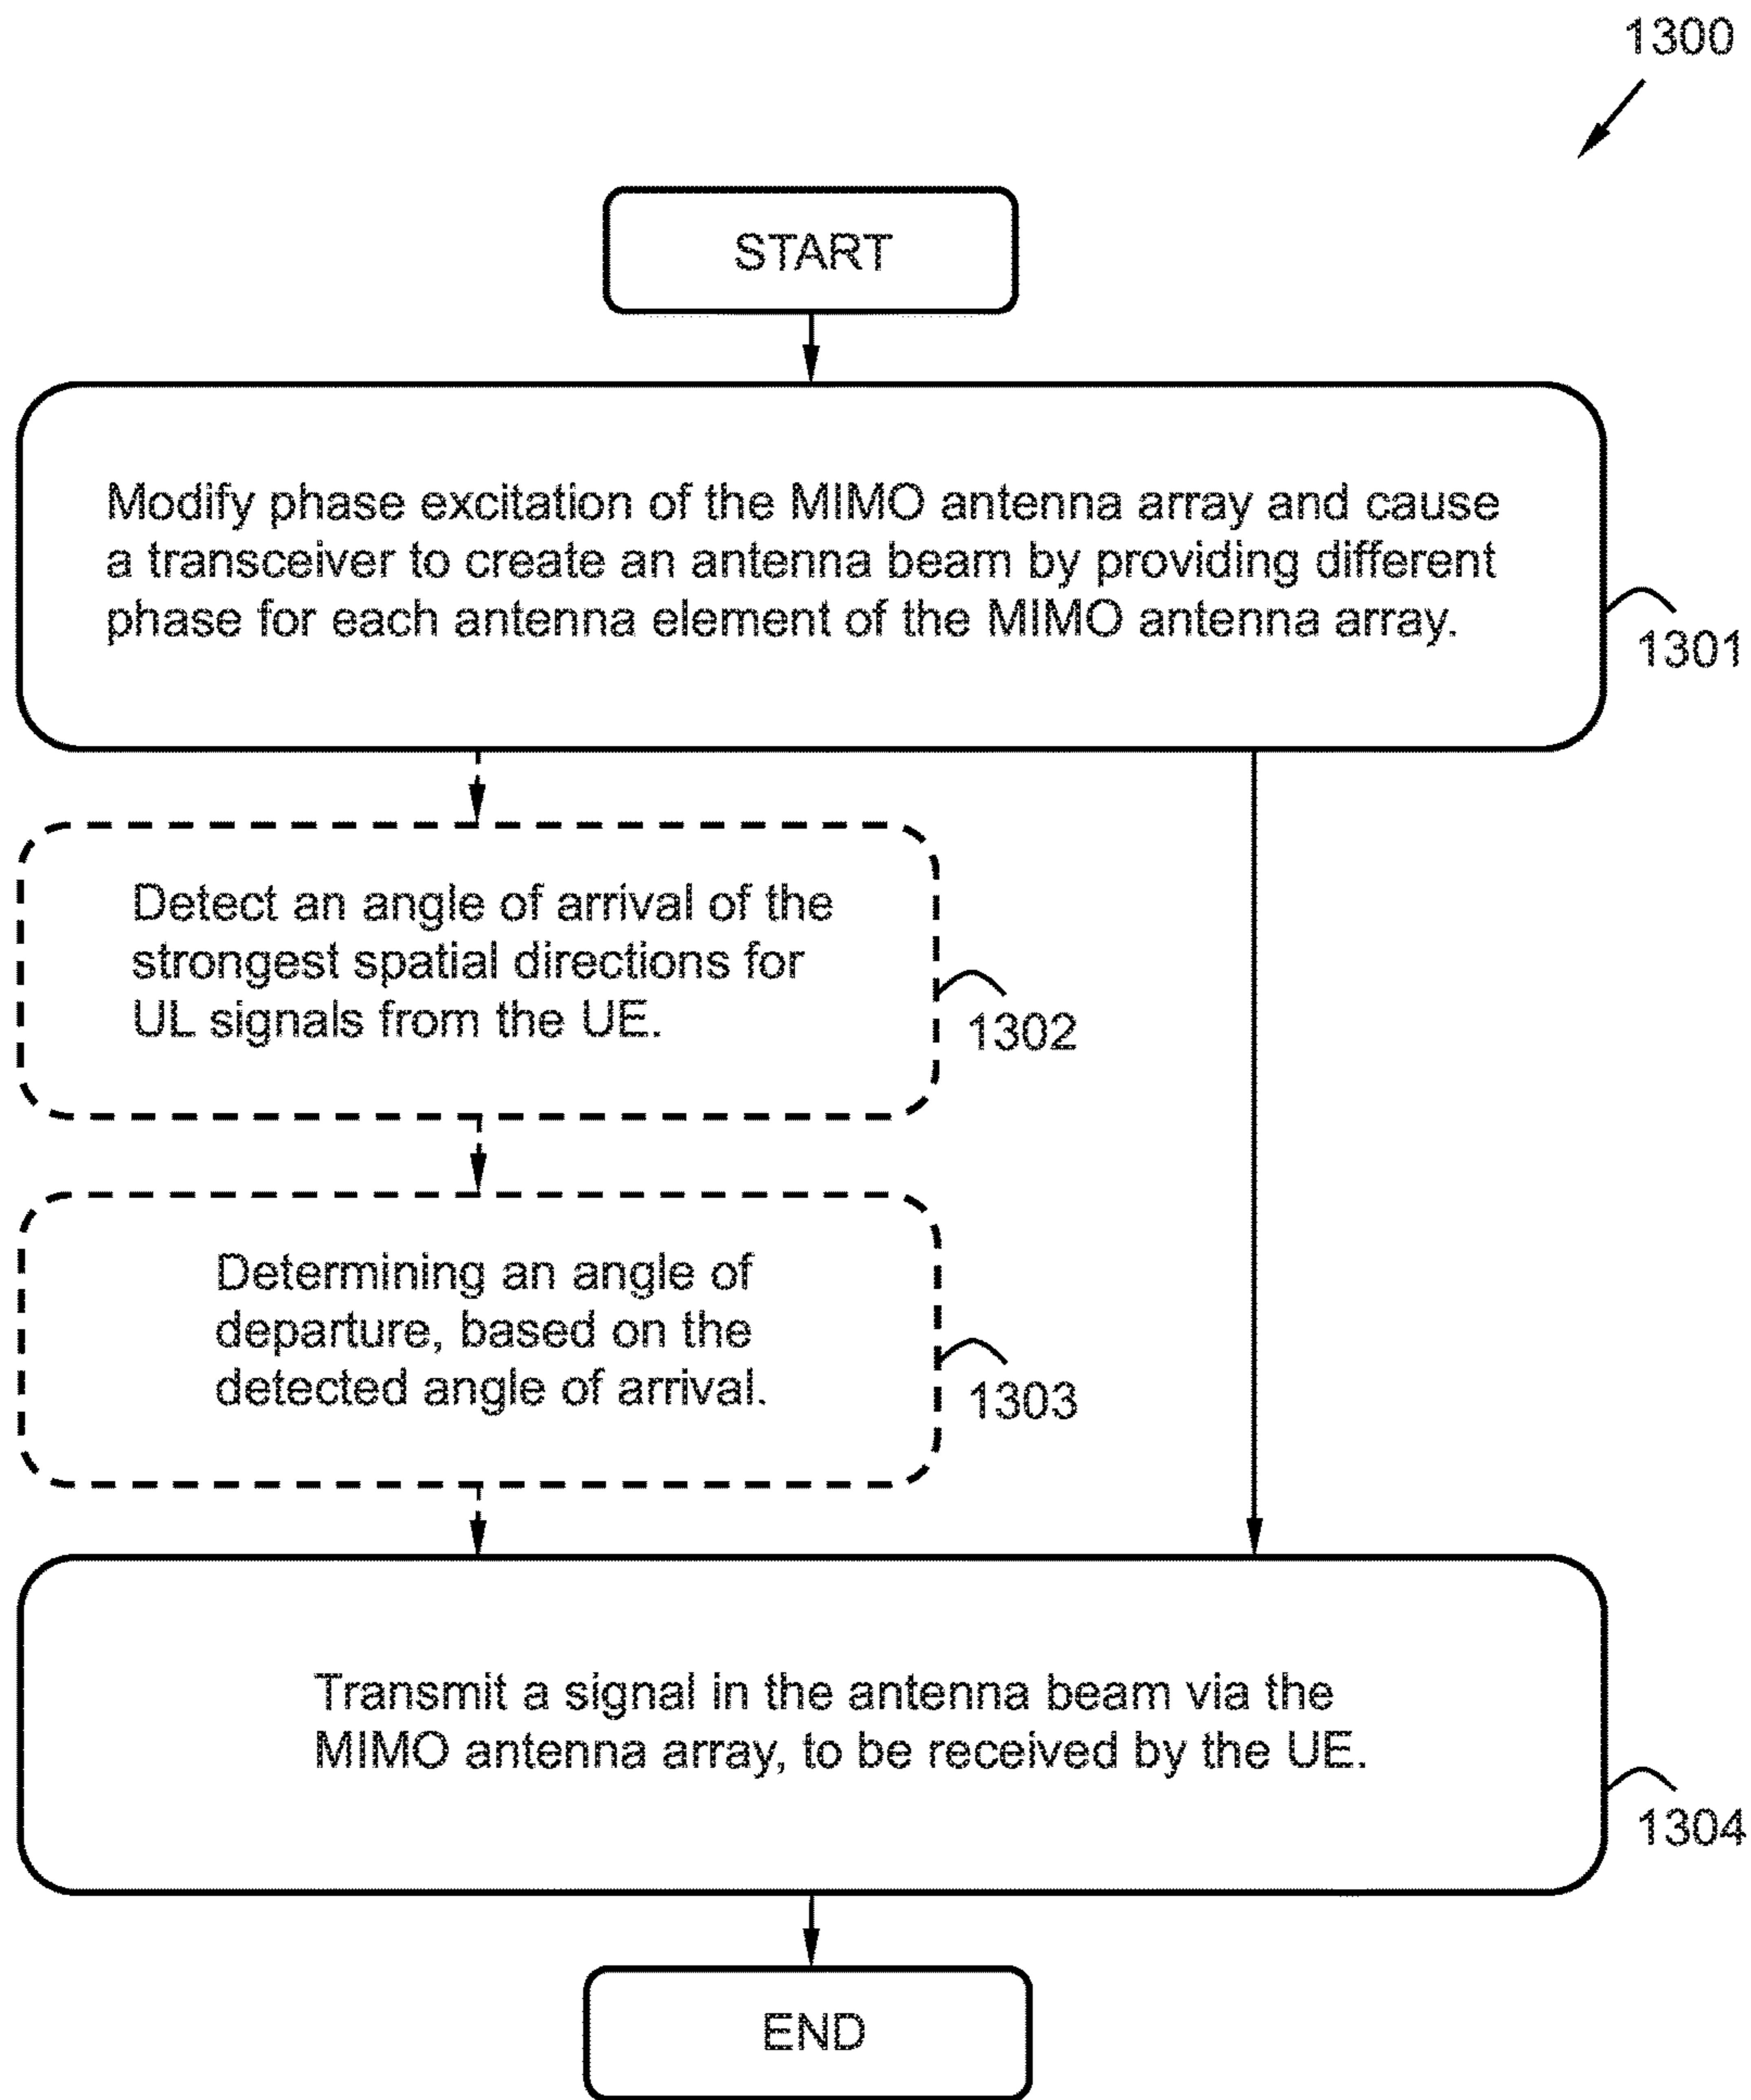 1300
START
Modify phase excitation of the MIMO antenna array and cause
a transceiver to create an antenna beam by providing different
phase for each antenna element of the MIMO antenna array.
1301
Detect an angle of arrival of the
strongest spatial directions for
UL signals from the UE.
1302
Determining an angle of
departure, based on the
detected angle of arrival.
1303
Transmit a signal in the antenna beam via the
MIMO antenna array, to be received by the UE.
1304
END